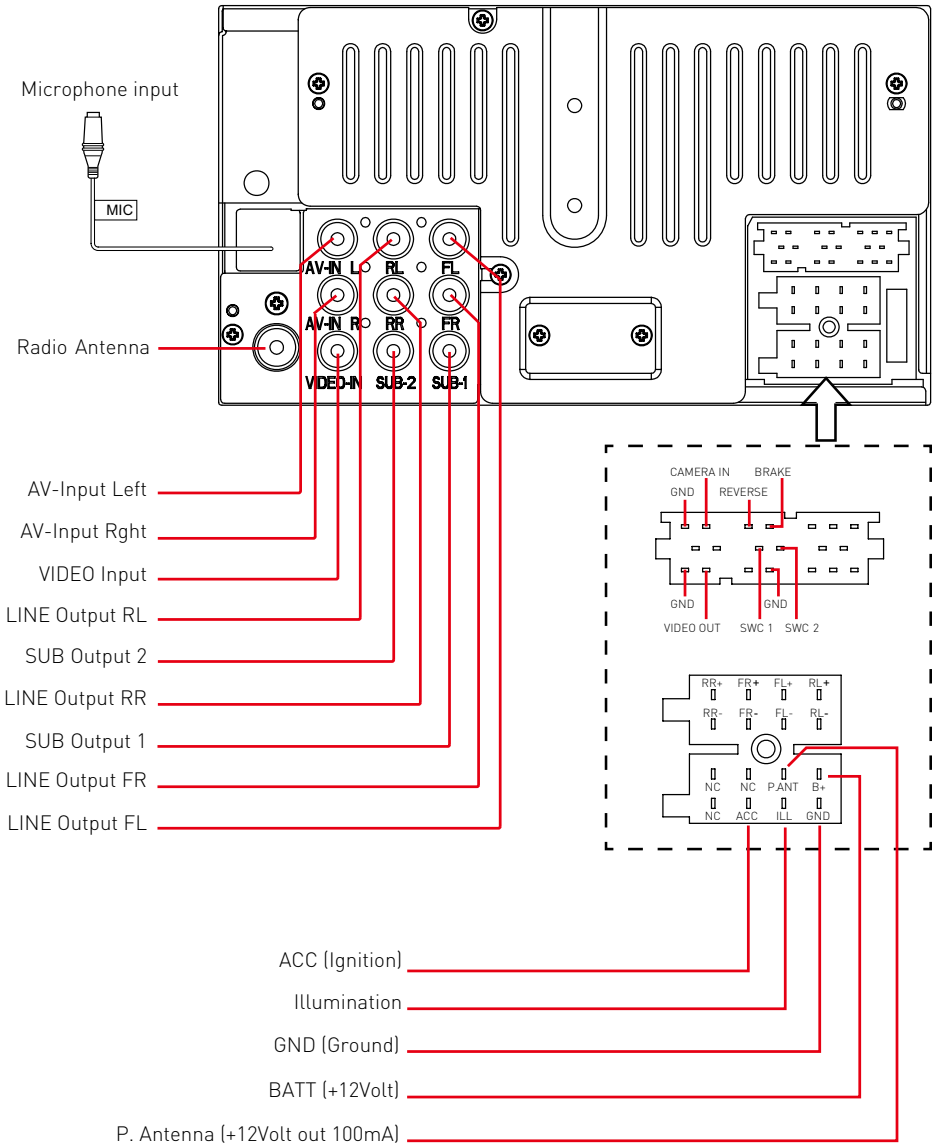 Microphone input
MIC
AV-IN L RL FL
AV-IN R RR FR
Radio Antenna
VIDEO-IN SUB-2 SUB-1
AV-Input Left
AV-Input Rght
VIDEO Input
LINE Output RL
SUB Output 2
LINE Output RR
SUB Output 1
LINE Output FR
LINE Output FL
CAMERA IN BRAKE
GND REVERSE
GND GND
VIDEO OUT SWC 1 SWC 2
RR+ FR+ FL+ RL+
RR- FR- FL- RL-
NC NC P.ANT B+
NC ACC ILL GND
ACC (Ignition)
Illumination
GND (Ground)
BATT (+12Volt)
P. Antenna (+12Volt out 100mA)